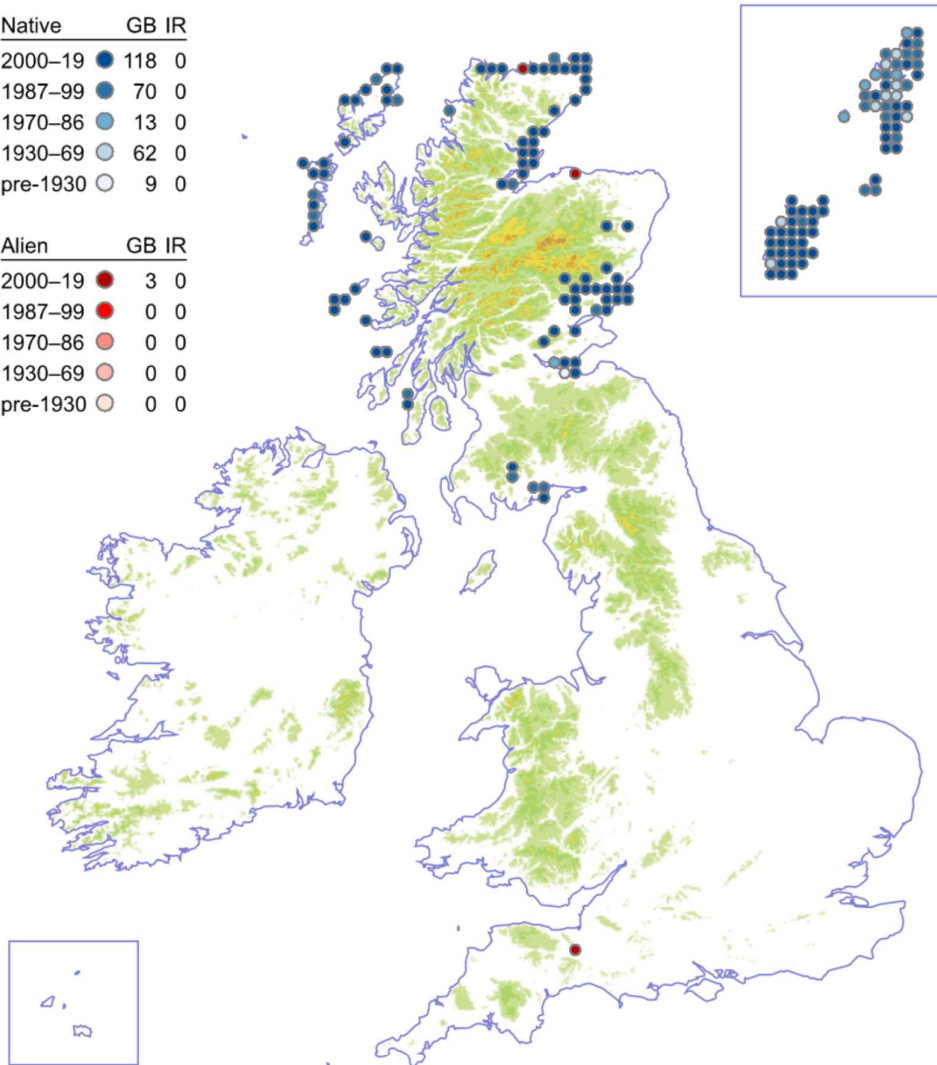 Native GB IR
2000–19 118 0
1987–99 70 0
1970–86 13 0
1930–69 62 0
pre-1930 9 0
Alien GB IR
2000–19 3 0
1987–99 0 0
1970–86 0 0
1930–69 0 0
pre-1930 0 0